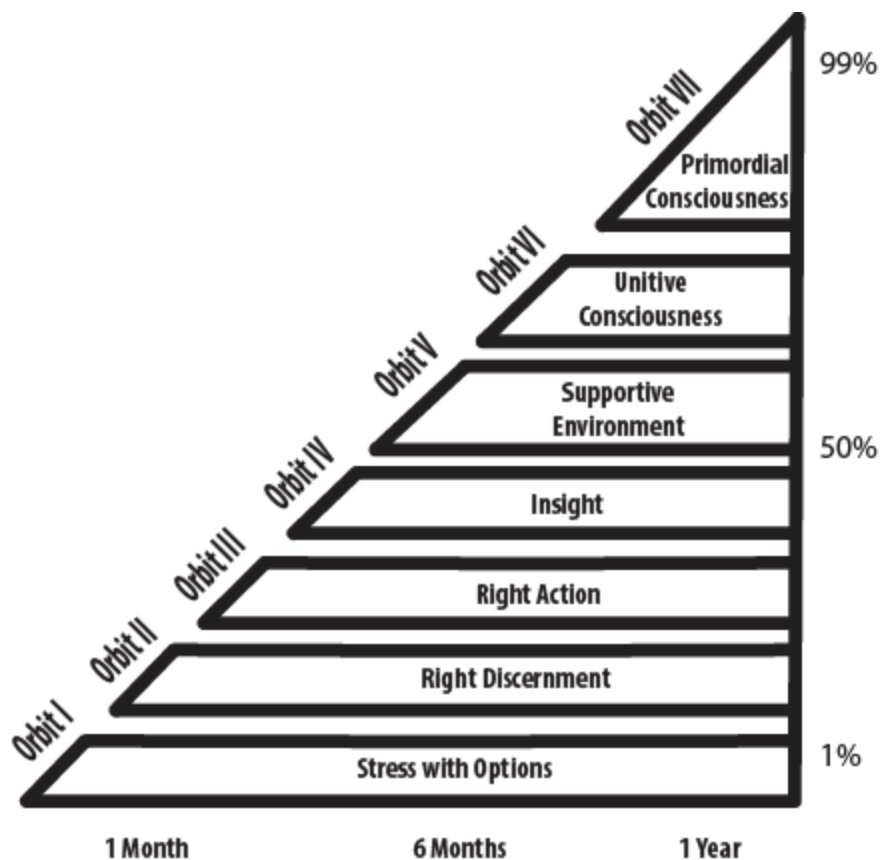 99%
Orbit VII
Primordial
Consciousness
Orbit VI
Unitive
Consciousness
Orbit V
Supportive
Environment
50%
Orbit IV
Insight
Orbit III
Right Action
Orbit II
Right Discernment
Orbit I
1%
Stress with Options
1 Month 6 Months 1 Year